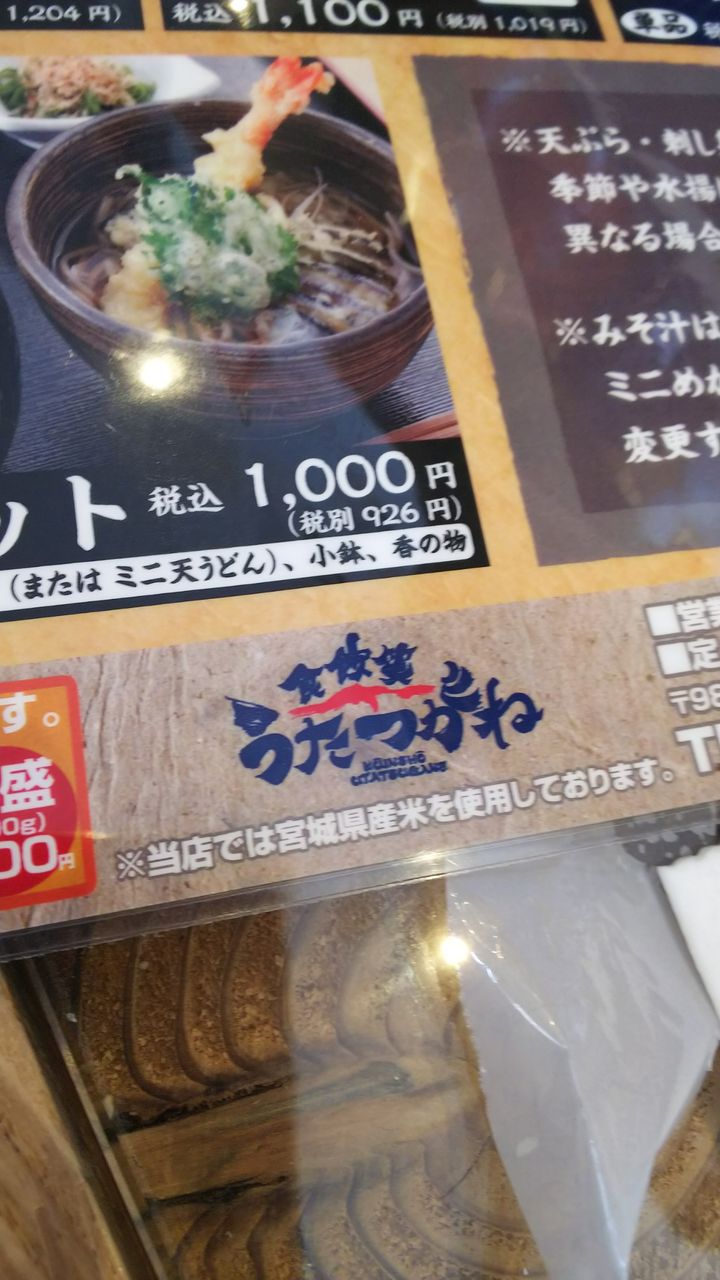 1,204 円)
税込 1,100 円 (税別 1,019 円)
単品
※天ぷら・刺し
季節や水揚
異なる場合
※みそ汁は
ミニめか
変更す
ット 税込 1,000 円
(税別 926 円)
(または ミニ天うどん)、小鉢、香の物
す。
盛
0g)
00円
うたつがね
UTATSUGANE
※当店では宮城県産米を使用しております。
■営業
■定
〒98
T